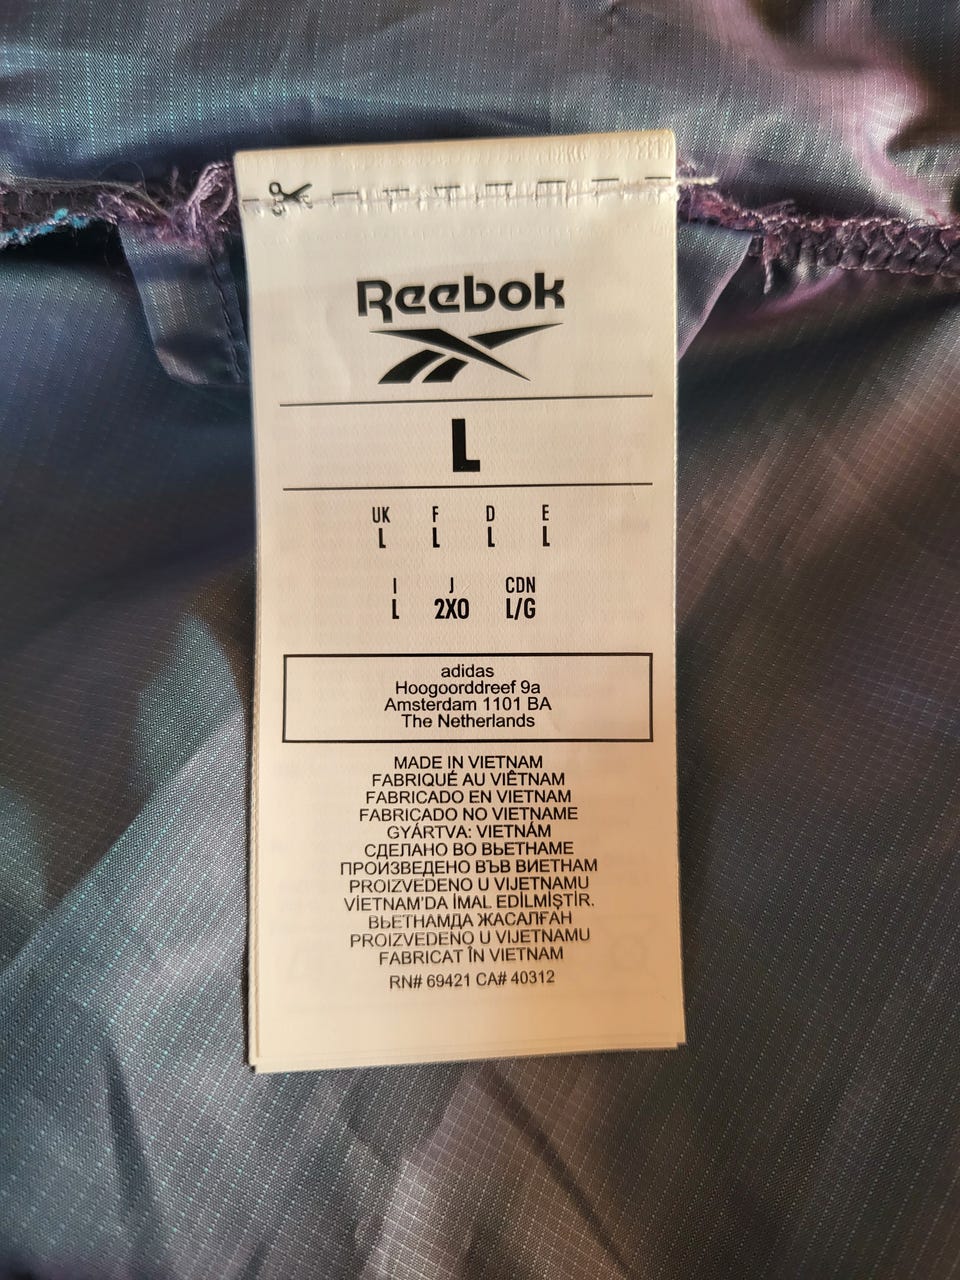 Reebok
L
UK F D E
L L L L
I J CDN
L 2XO L/G
adidas
Hoogoorddreef 9a
Amsterdam 1101 BA
The Netherlands
MADE IN VIETNAM
FABRIQUÉ AU VIÊTNAM
FABRICADO EN VIETNAM
FABRICADO NO VIETNAME
GYÁRTVA: VIETNÁM
СДЕЛАНО ВО ВЬЕТНАМЕ
ПРОИЗВЕДЕНО ВЪВ ВИЕТНАМ
PROIZVEDENO U VIJETNAMU
VİETNAM'DA İMAL EDİLMİŞTİR.
ВЬЕТНАМДА ЖАСАЛҒАН
PROIZVEDENO U VIJETNAMU
FABRICAT ÎN VIETNAM
RN# 69421 CA# 40312